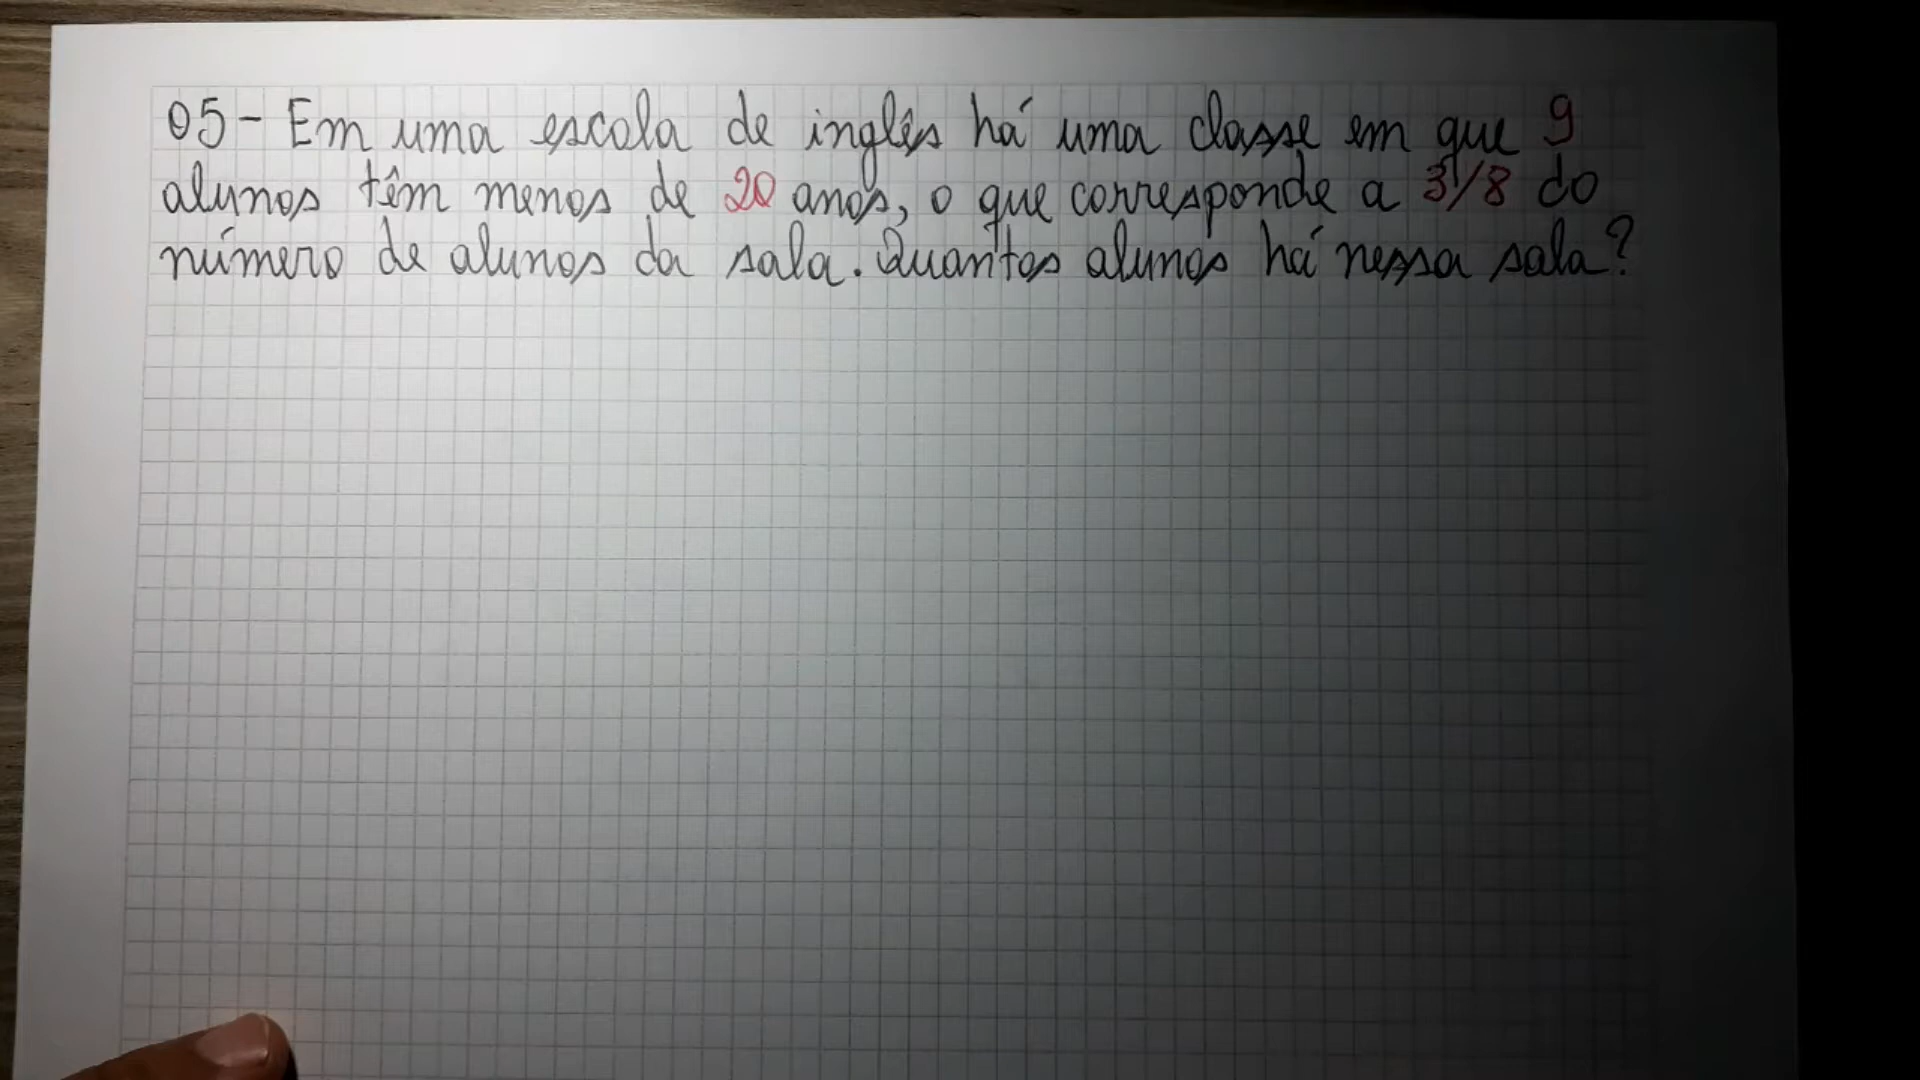 05- Em uma escola de inglês há uma classe em que 9
alunos têm menos de 20 anos, o que corresponde a 3/8 do
número de alunos da sala. Quantos alunos há nessa sala?